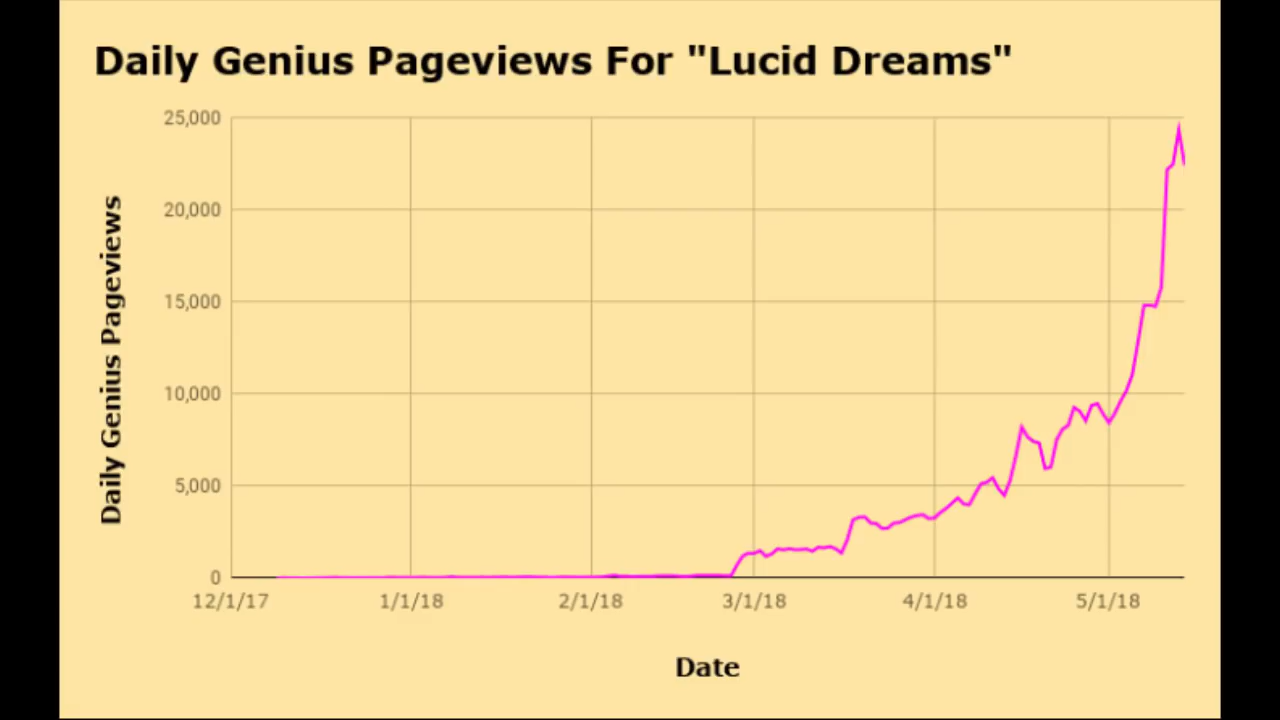 Daily Genius Pageviews For "Lucid Dreams"
Daily Genius Pageviews
25,000
20,000
15,000
10,000
5,000
0
12/1/17 1/1/18 2/1/18 3/1/18 4/1/18 5/1/18
Date